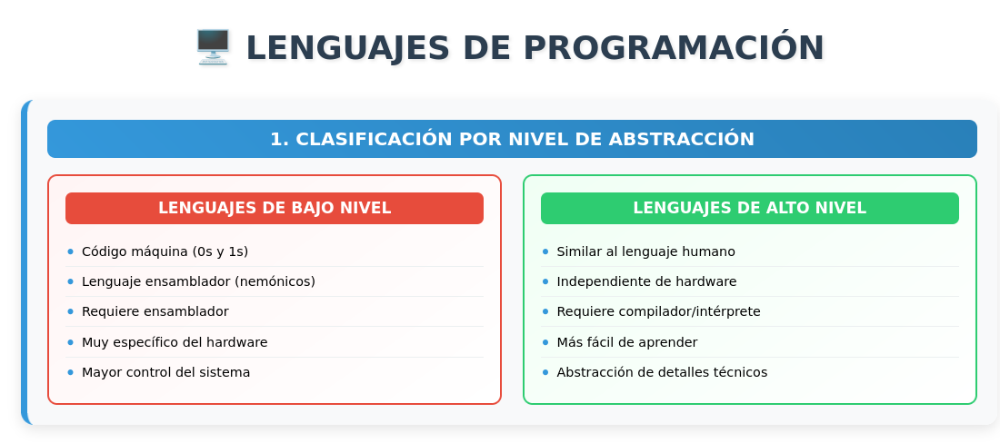 LENGUAJES DE PROGRAMACIÓN
1. CLASIFICACIÓN POR NIVEL DE ABSTRACCIÓN
LENGUAJES DE BAJO NIVEL
Código máquina (0s y 1s)
Lenguaje ensamblador (nemónicos)
Requiere ensamblador
Muy específico del hardware
Mayor control del sistema
LENGUAJES DE ALTO NIVEL
Similar al lenguaje humano
Independiente de hardware
Requiere compilador/intérprete
Más fácil de aprender
Abstracción de detalles técnicos